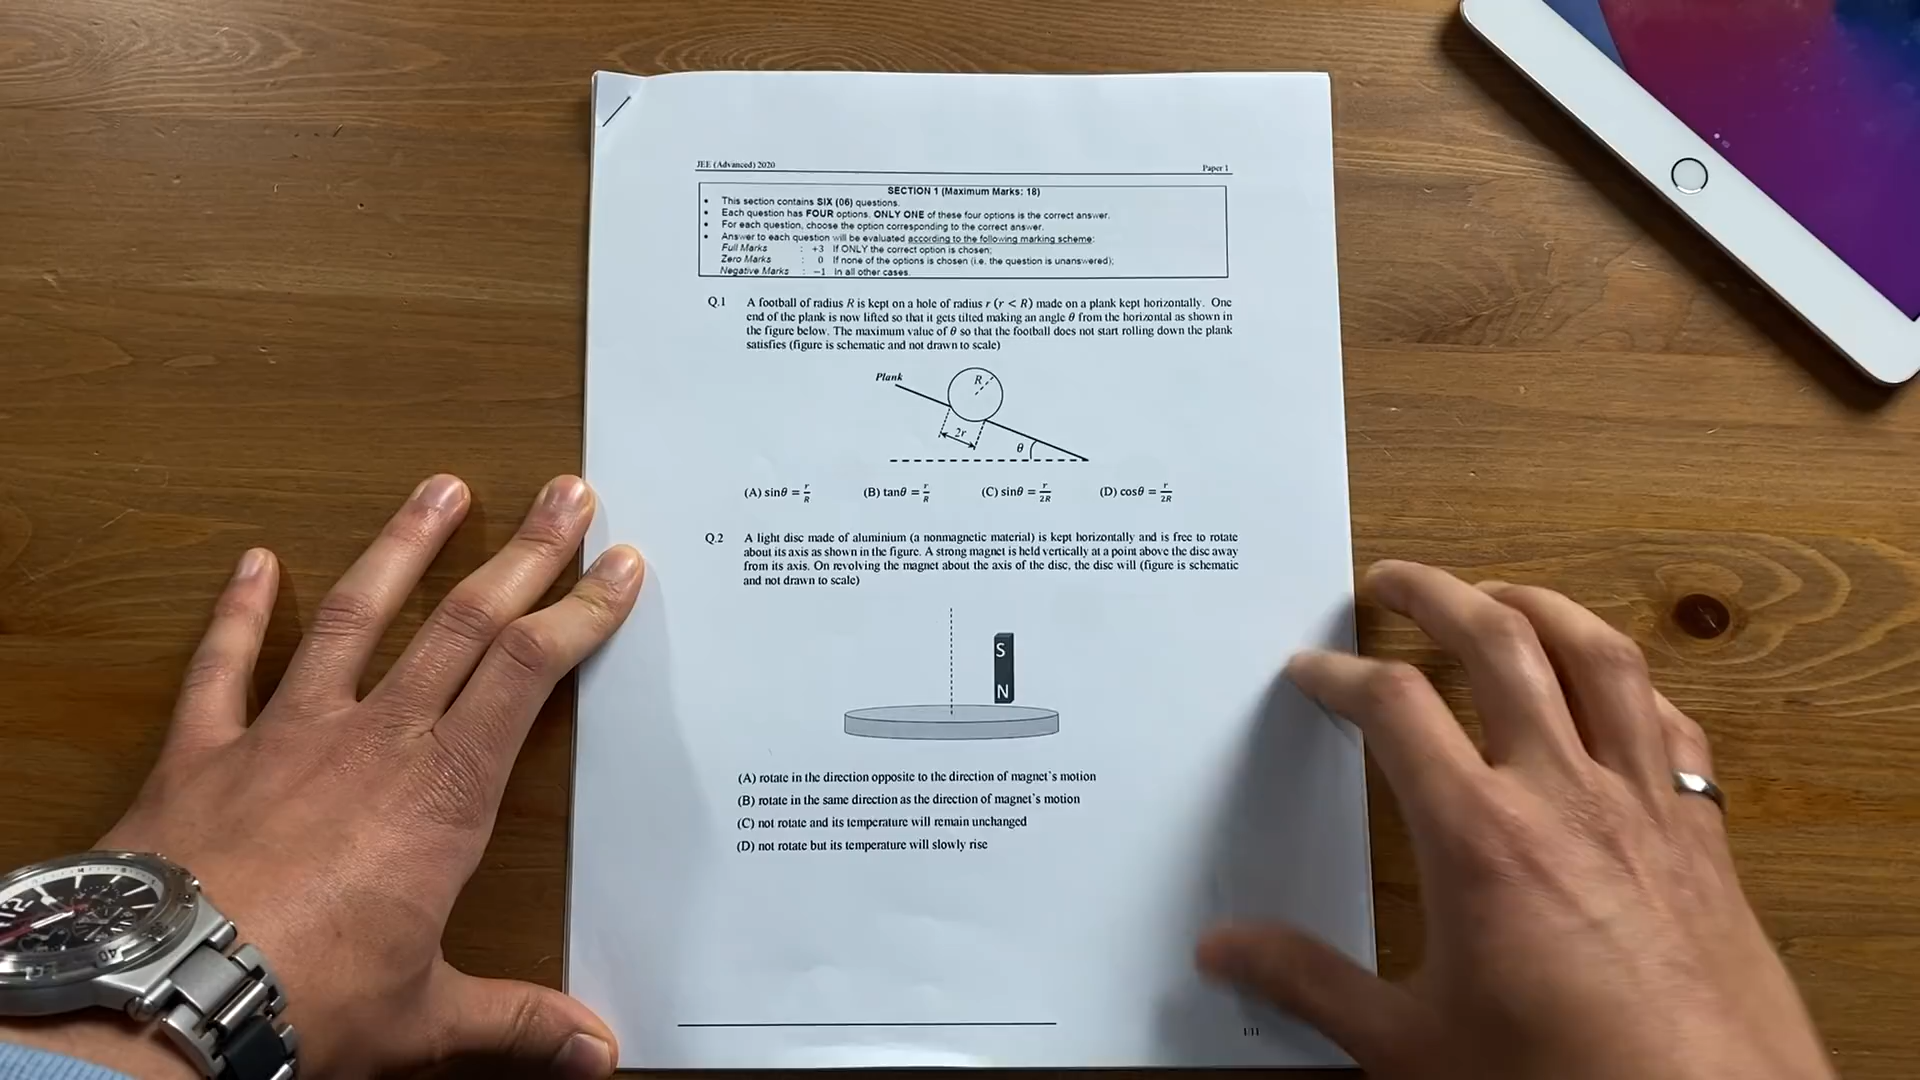 JEE (Advanced) 2020 Paper 1
SECTION 1 (Maximum Marks: 18)
• This section contains SIX (06) questions.
• Each question has FOUR options. ONLY ONE of these four options is the correct answer.
• For each question, choose the option corresponding to the correct answer.
• Answer to each question will be evaluated according to the following marking scheme:
Full Marks : +3 If ONLY the correct option is chosen;
Zero Marks : 0 If none of the options is chosen (i.e. the question is unanswered);
Negative Marks : −1 In all other cases.
Q.1 A football of radius R is kept on a hole of radius r (r < R) made on a plank kept horizontally. One
end of the plank is now lifted so that it gets tilted making an angle θ from the horizontal as shown in
the figure below. The maximum value of θ so that the football does not start rolling down the plank
satisfies (figure is schematic and not drawn to scale)
Plank
R
2r
θ
(A) sinθ = r/R (B) tanθ = r/R (C) sinθ = r/2R (D) cosθ = r/2R
Q.2 A light disc made of aluminium (a nonmagnetic material) is kept horizontally and is free to rotate
about its axis as shown in the figure. A strong magnet is held vertically at a point above the disc away
from its axis. On revolving the magnet about the axis of the disc, the disc will (figure is schematic
and not drawn to scale)
S
N
(A) rotate in the direction opposite to the direction of magnet's motion
(B) rotate in the same direction as the direction of magnet's motion
(C) not rotate and its temperature will remain unchanged
(D) not rotate but its temperature will slowly rise
1/11
12
40